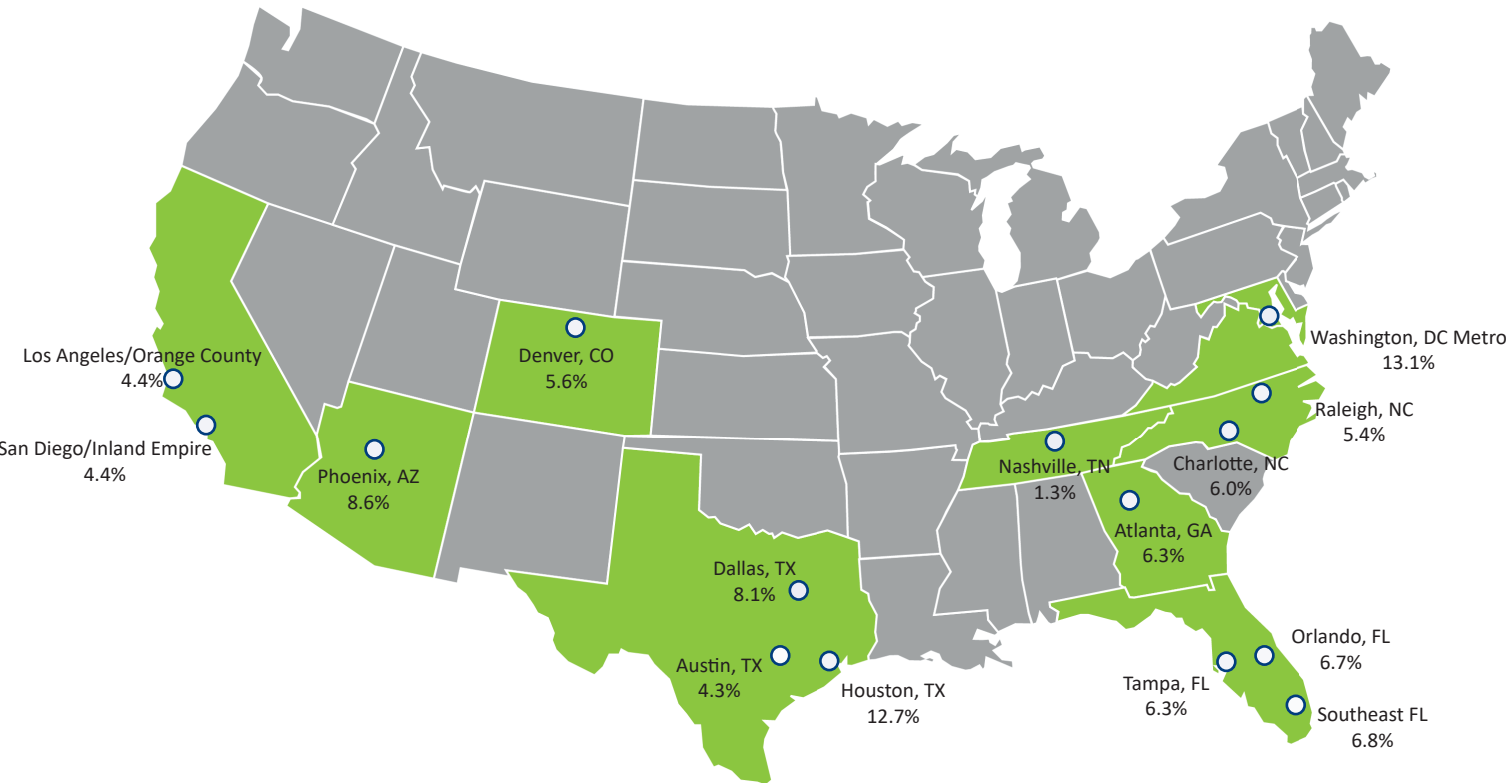 Los Angeles/Orange County
4.4%
San Diego/Inland Empire
4.4%
Phoenix, AZ
8.6%
Denver, CO
5.6%
Dallas, TX
8.1%
Austin, TX
4.3%
Houston, TX
12.7%
Nashville, TN
1.3%
Atlanta, GA
6.3%
Charlotte, NC
6.0%
Raleigh, NC
5.4%
Washington, DC Metro
13.1%
Tampa, FL
6.3%
Orlando, FL
6.7%
Southeast FL
6.8%